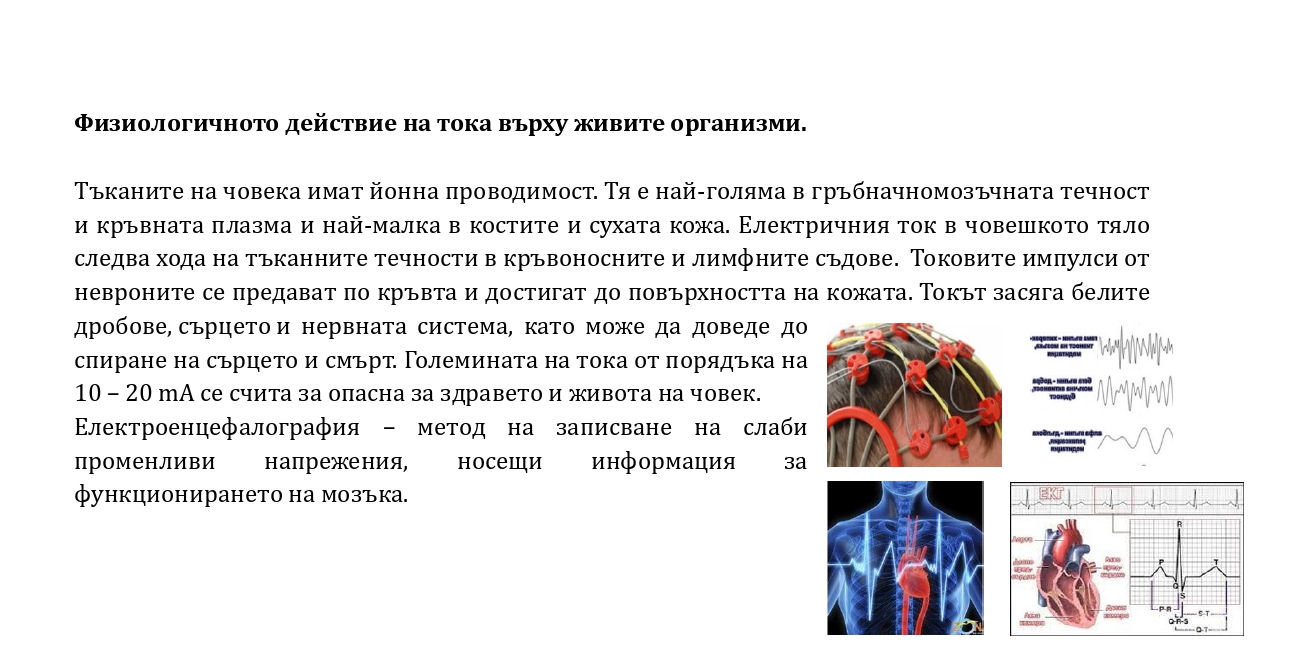 Физиологичното действие на тока върху живите организми.
Тъканите на човека имат йонна проводимост. Тя е най-голяма в гръбначномозъчната течност
и кръвната плазма и най-малка в костите и сухата кожа. Електричния ток в човешкото тяло
следва хода на тъканните течности в кръвоносните и лимфните съдове. Токовите импулси от
невроните се предават по кръвта и достигат до повърхността на кожата. Токът засяга белите
дробове, сърцето и нервната система, като може да доведе до
спиране на сърцето и смърт. Големината на тока от порядъка на
10 – 20 mA се счита за опасна за здравето и живота на човек.
Електроенцефалография – метод на записване на слаби
променливи напрежения, носещи информация за
функционирането на мозъка.
ЕКГ
R
P
T
Q
S
P-R
S-T
Q-R-S
Q-T
Аорта